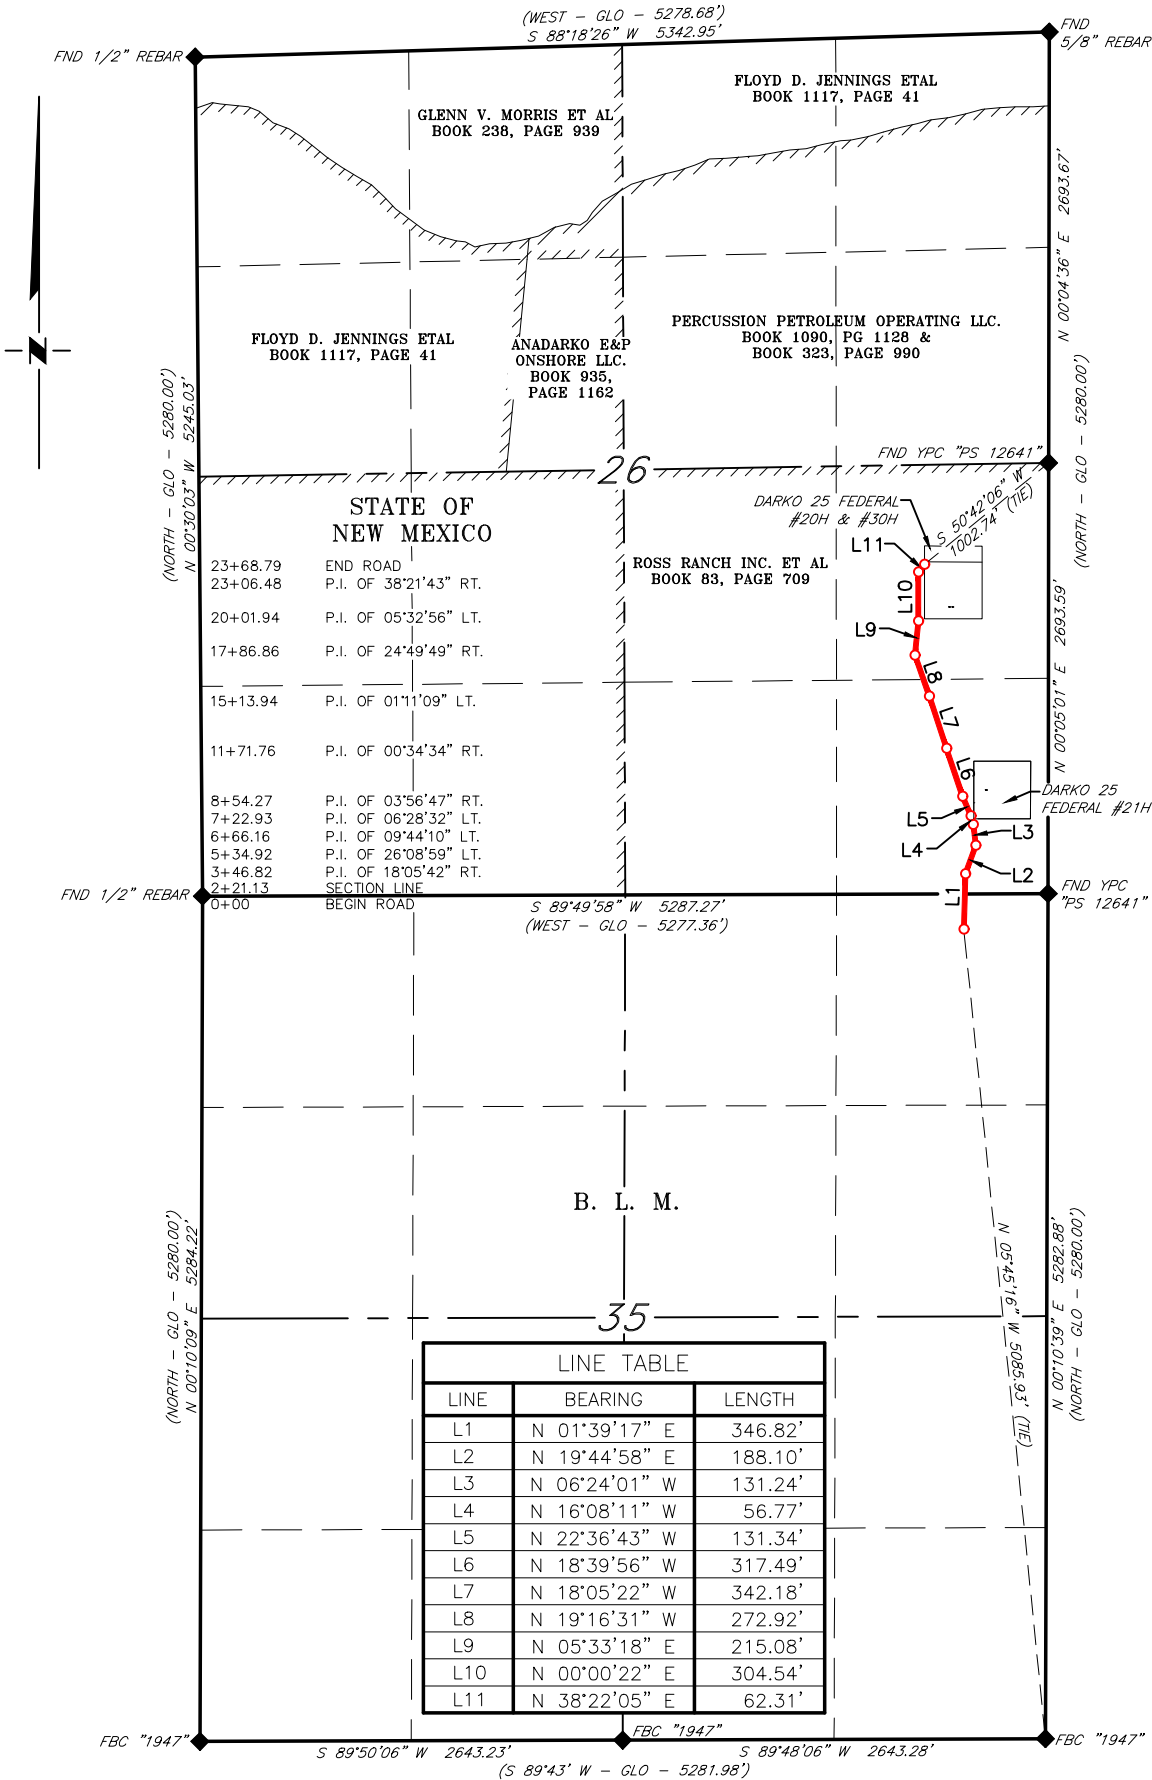 (WEST - GLO - 5278.68')
S 88°18'26" W 5342.95'
FND 1/2" REBAR
FND
5/8" REBAR
FLOYD D. JENNINGS ETAL
BOOK 1117, PAGE 41
GLENN V. MORRIS ET AL
BOOK 238, PAGE 939
N 00°04'36" E 2693.67'
(NORTH - GLO - 5280.00')
FLOYD D. JENNINGS ETAL
BOOK 1117, PAGE 41
ANADARKO E&P
ONSHORE LLC.
BOOK 935,
PAGE 1162
PERCUSSION PETROLEUM OPERATING LLC.
BOOK 1090, PG 1128 &
BOOK 323, PAGE 990
N
(NORTH - GLO - 5280.00')
N 00°30'03" W 5245.03'
26
FND YPC "PS 12641"
STATE OF
NEW MEXICO
DARKO 25 FEDERAL
#20H & #30H
S 50°42'06" W
1002.74' (TIE)
ROSS RANCH INC. ET AL
BOOK 83, PAGE 709
23+68.79 END ROAD
23+06.48 P.I. OF 38°21'43" RT.
20+01.94 P.I. OF 05°32'56" LT.
17+86.86 P.I. OF 24°49'49" RT.
15+13.94 P.I. OF 01°11'09" LT.
11+71.76 P.I. OF 00°34'34" RT.
8+54.27 P.I. OF 03°56'47" RT.
7+22.93 P.I. OF 06°28'32" LT.
6+66.16 P.I. OF 09°44'10" LT.
5+34.92 P.I. OF 26°08'59" LT.
3+46.82 P.I. OF 18°05'42" RT.
2+21.13 SECTION LINE
0+00 BEGIN ROAD
L11
L10
L9
L8
L7
L6
L5
L4
L3
L2
L1
N 00°05'01" E 2693.59'
DARKO 25
FEDERAL #21H
FND 1/2" REBAR
FND YPC
"PS 12641"
S 89°49'58" W 5287.27'
(WEST - GLO - 5277.36')
B. L. M.
(NORTH - GLO - 5280.00')
N 00°10'09" E 5284.22'
N 05°45'16" W 5085.93' (TIE)
N 00°10'39" E 5282.88'
(NORTH - GLO - 5280.00')
35
LINE TABLE
LINE BEARING LENGTH
L1 N 01°39'17" E 346.82'
L2 N 19°44'58" E 188.10'
L3 N 06°24'01" W 131.24'
L4 N 16°08'11" W 56.77'
L5 N 22°36'43" W 131.34'
L6 N 18°39'56" W 317.49'
L7 N 18°05'22" W 342.18'
L8 N 19°16'31" W 272.92'
L9 N 05°33'18" E 215.08'
L10 N 00°00'22" E 304.54'
L11 N 38°22'05" E 62.31'
FBC "1947"
FBC "1947"
FBC "1947"
S 89°50'06" W 2643.23'
S 89°48'06" W 2643.28'
(S 89°43' W - GLO - 5281.98')